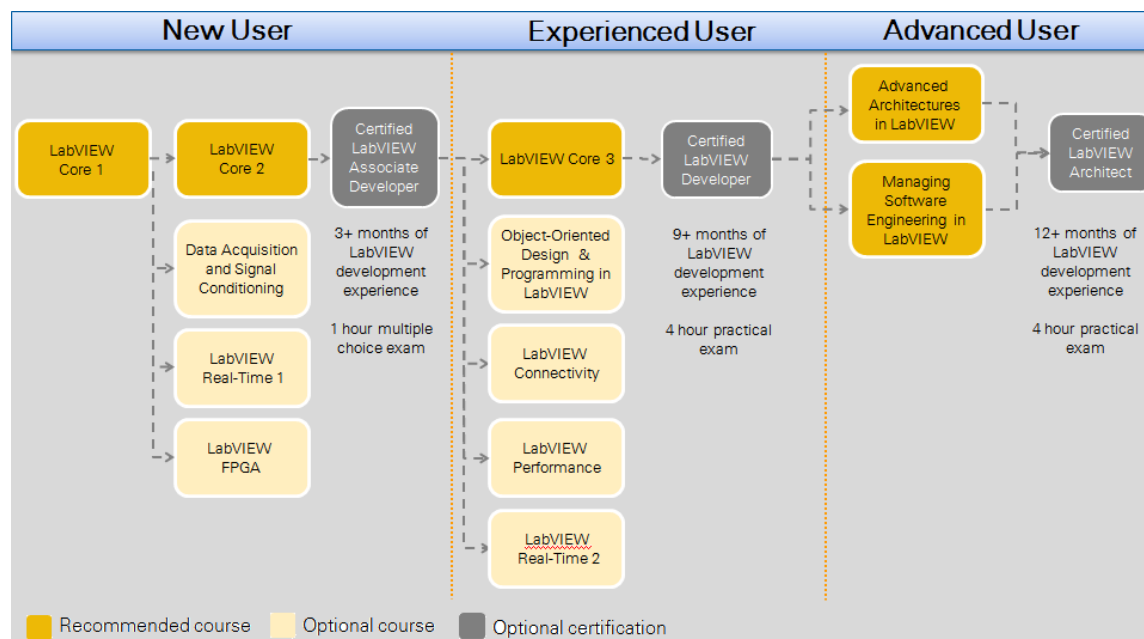 New User
Experienced User
Advanced User
LabVIEW
Core 1
LabVIEW
Core 2
Certified
LabVIEW
Associate
Developer
3+ months of
LabVIEW
development
experience
1 hour multiple
choice exam
Data Acquisition
and Signal
Conditioning
LabVIEW
Real-Time 1
LabVIEW
FPGA
LabVIEW Core 3
Certified
LabVIEW
Developer
9+ months of
LabVIEW
development
experience
4 hour practical
exam
Object-Oriented
Design &
Programming in
LabVIEW
LabVIEW
Connectivity
LabVIEW
Performance
LabVIEW
Real-Time 2
Advanced
Architectures
in LabVIEW
Managing
Software
Engineering in
LabVIEW
Certified
LabVIEW
Architect
12+ months of
LabVIEW
development
experience
4 hour practical
exam
Recommended course
Optional course
Optional certification